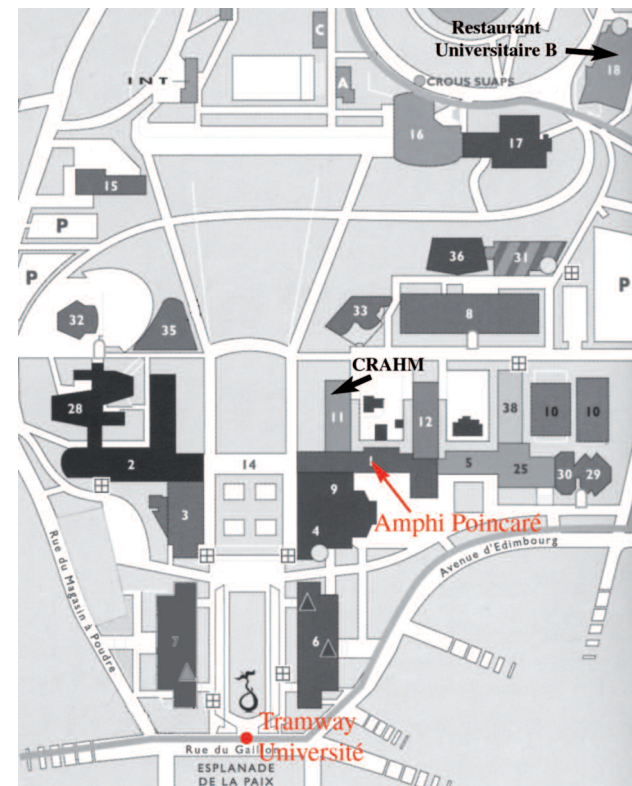 Restaurant
Universitaire B
C
INT
A
CROUS SUAPS
18
16
17
15
P
36
31
P
P
32
35
33
8
CRAHM
28
11
12
38
10
10
2
14
1
5
25
30
29
9
3
4
Amphi Poincaré
Rue du Magasin à Poudre
Avenue d'Edimbourg
7
6
Tramway
Université
Rue du Gaillon
ESPLANADE
DE LA PAIX